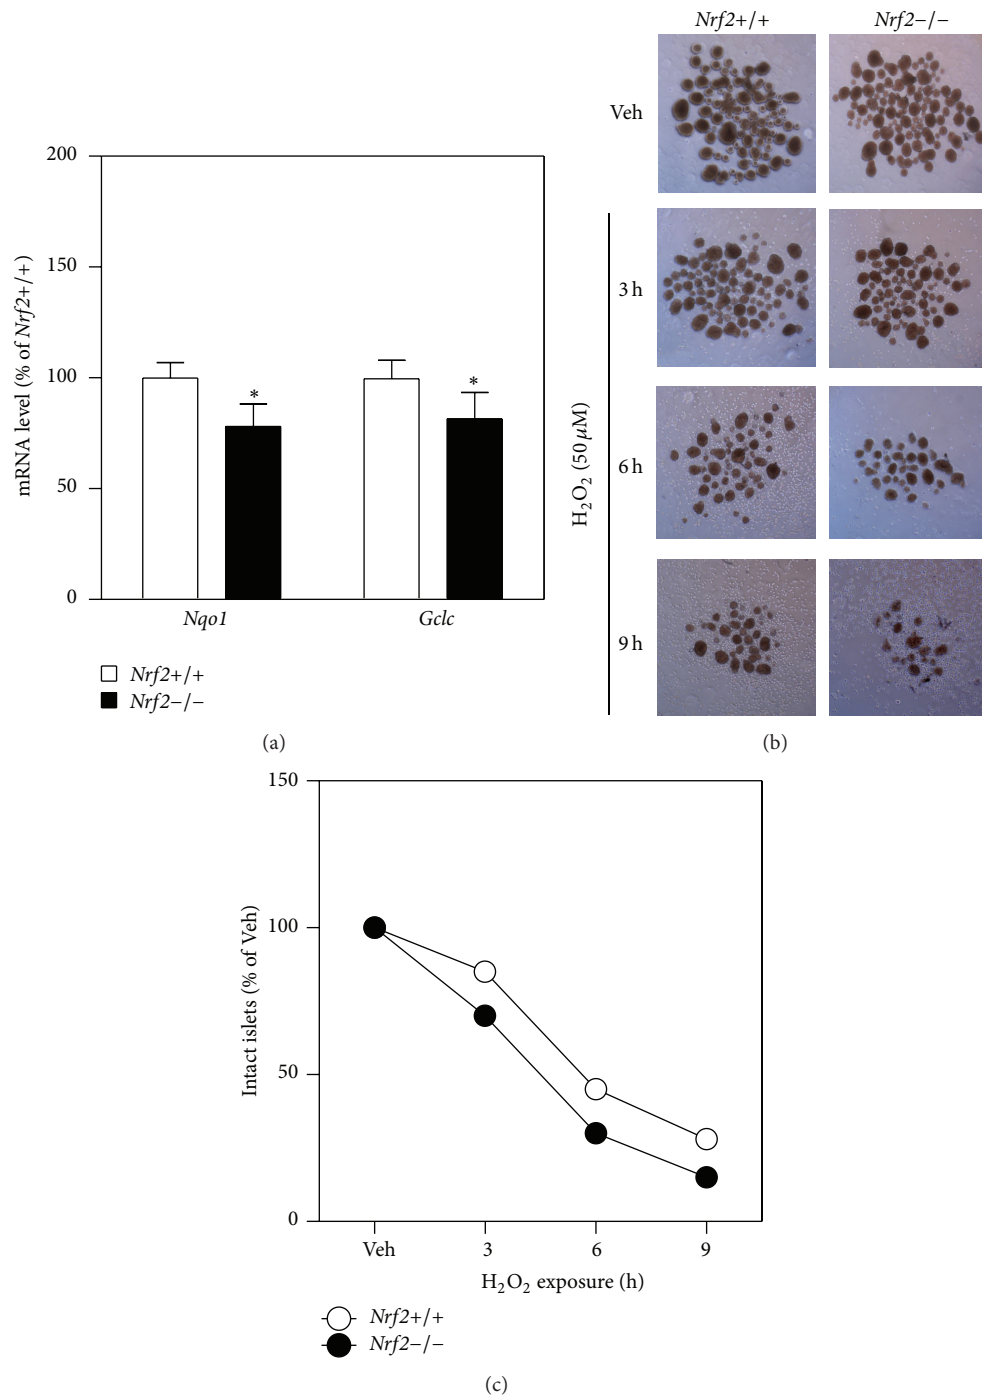 200
150
100
50
0
mRNA level (% of Nrf2+/+)
*
*
Nqo1 Gclc
Nrf2+/+
Nrf2−/−
(a)
Nrf2+/+ Nrf2−/−
Veh
3 h
6 h
9 h
H2O2 (50 μM)
(b)
150
100
50
0
Intact islets (% of Veh)
Veh 3 6 9
H2O2 exposure (h)
Nrf2+/+
Nrf2−/−
(c)